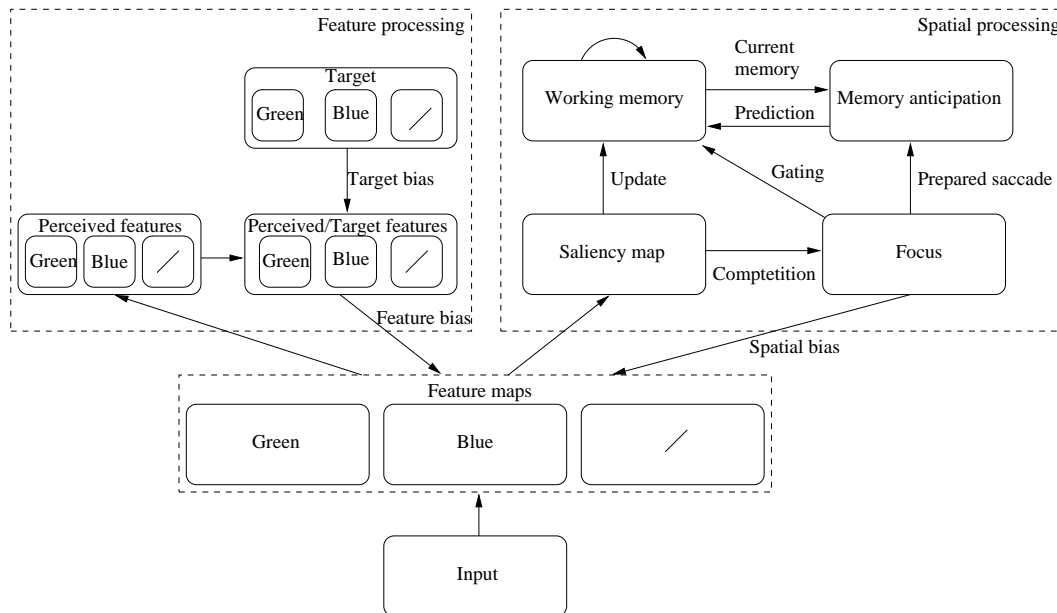 Feature processing
Target
Green
Blue
Target bias
Perceived features
Green
Blue
Perceived/Target features
Green
Blue
Feature bias
Spatial processing
Working memory
Current
memory
Memory anticipation
Prediction
Update
Gating
Prepared saccade
Saliency map
Comptetition
Focus
Spatial bias
Feature maps
Green
Blue
Input